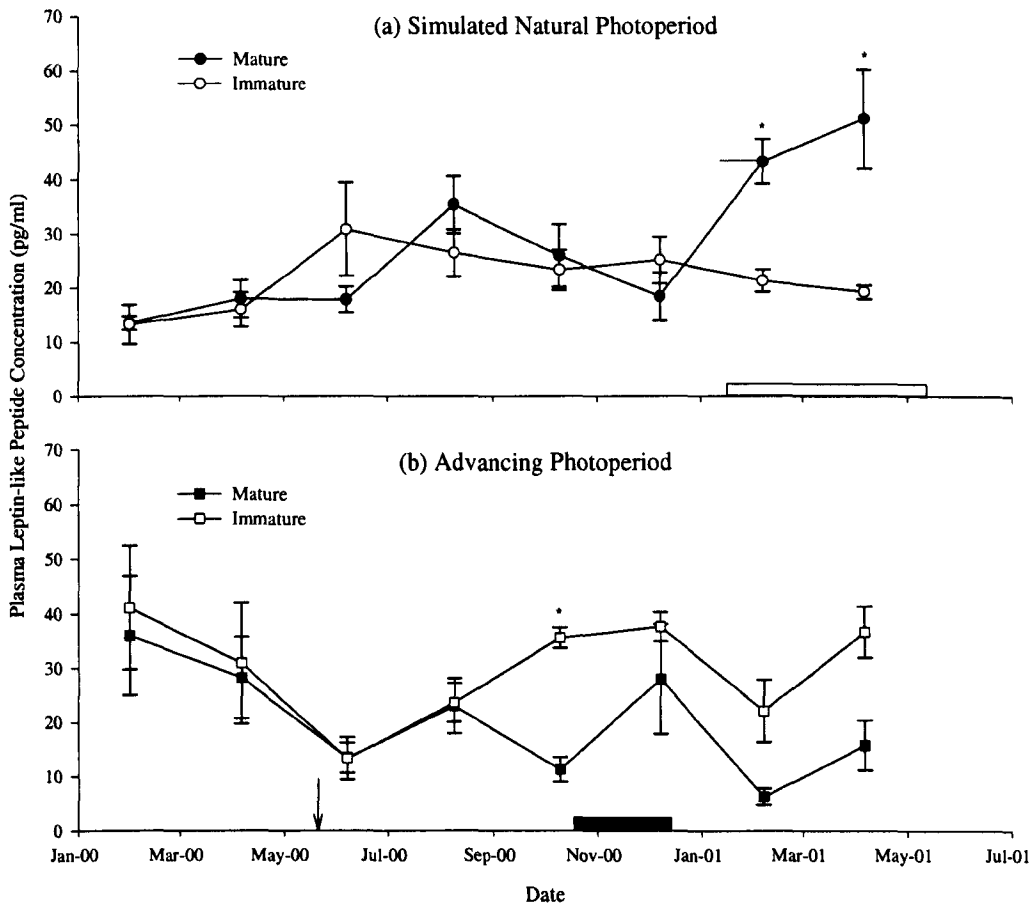 Plasma Leptin-like Peptide Concentration (pg/ml)
(a) Simulated Natural Photoperiod
Mature
Immature
70
60
50
40
30
20
10
0
*
*
(b) Advancing Photoperiod
Mature
Immature
70
60
50
40
30
20
10
0
*
Jan-00 Mar-00 May-00 Jul-00 Sep-00 Nov-00 Jan-01 Mar-01 May-01 Jul-01
Date